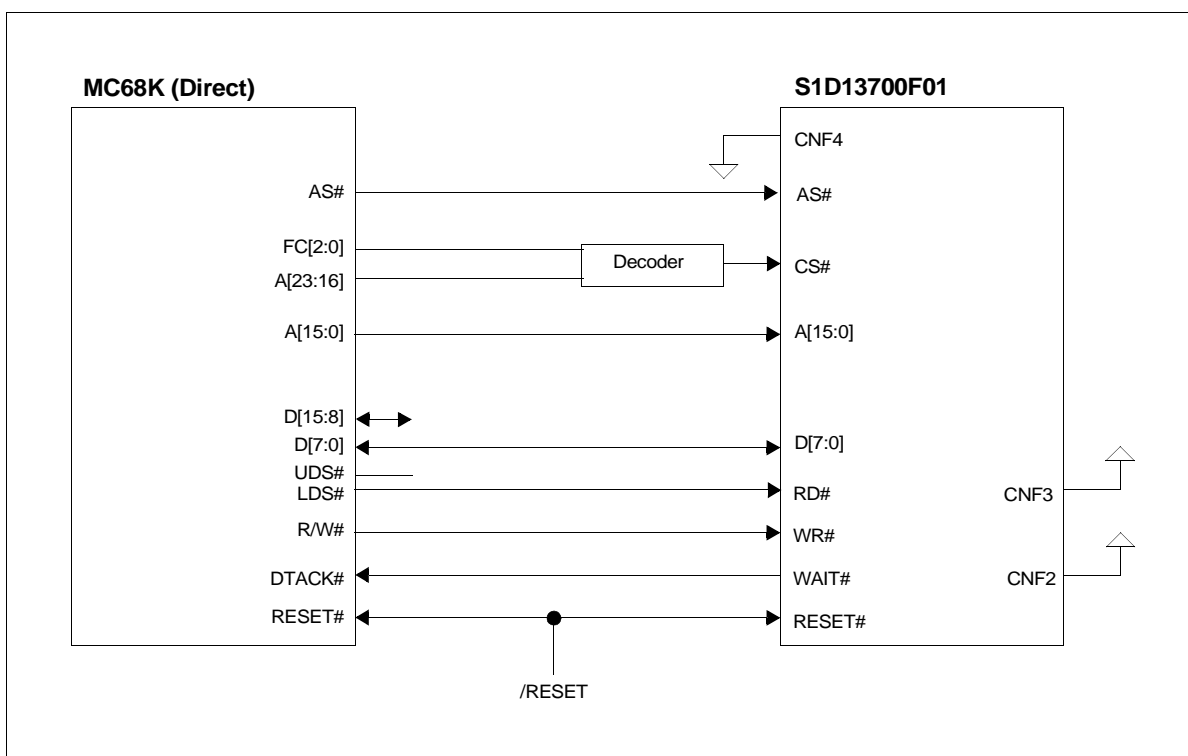 MC68K (Direct)
S1D13700F01
CNF4
AS#
AS#
FC[2:0]
Decoder
CS#
A[23:16]
A[15:0]
A[15:0]
D[15:8]
D[7:0]
D[7:0]
UDS#
LDS#
RD#
CNF3
R/W#
WR#
DTACK#
WAIT#
CNF2
RESET#
RESET#
/RESET